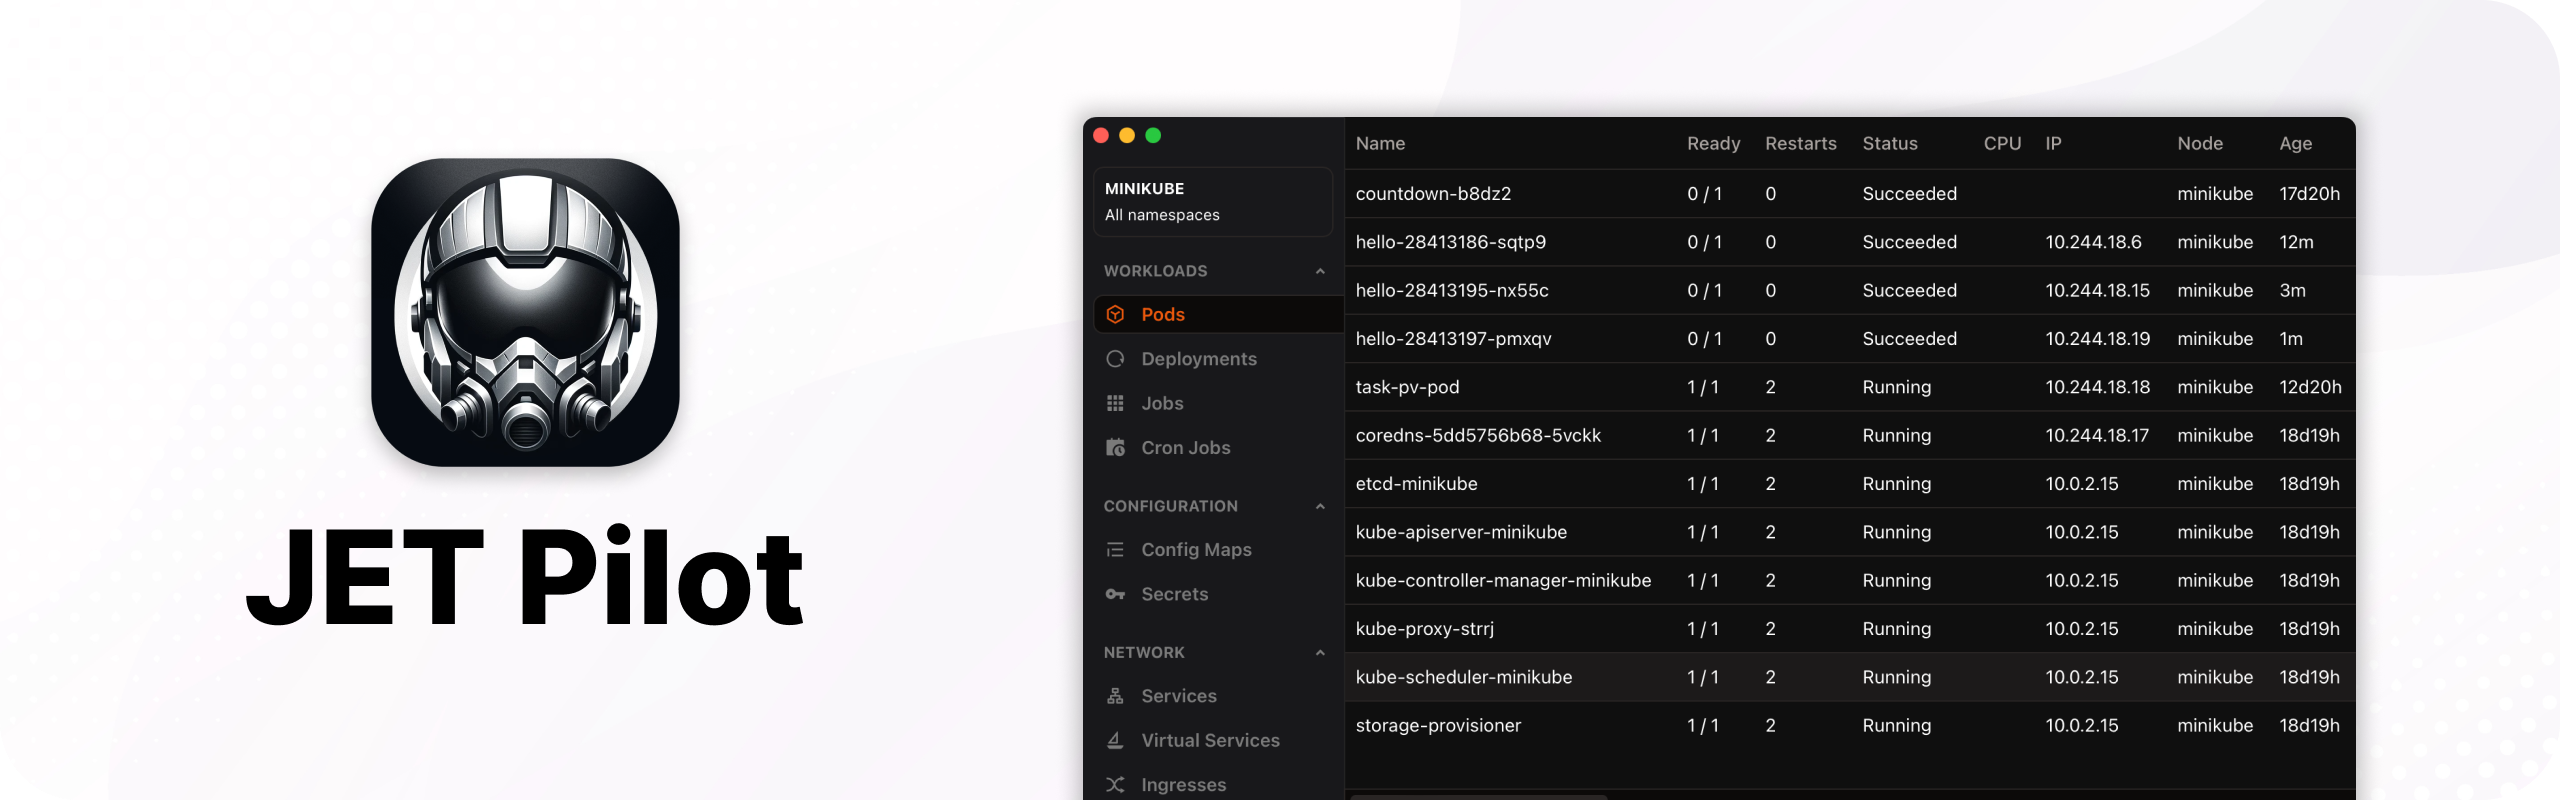 JET Pilot
MINIKUBE
All namespaces
WORKLOADS
Pods
Deployments
Jobs
Cron Jobs
CONFIGURATION
Config Maps
Secrets
NETWORK
Services
Virtual Services
Ingresses
Name Ready Restarts Status CPU IP Node Age
countdown-b8dz2 0 / 1 0 Succeeded minikube 17d20h
hello-28413186-sqtp9 0 / 1 0 Succeeded 10.244.18.6 minikube 12m
hello-28413195-nx55c 0 / 1 0 Succeeded 10.244.18.15 minikube 3m
hello-28413197-pmxqv 0 / 1 0 Succeeded 10.244.18.19 minikube 1m
task-pv-pod 1 / 1 2 Running 10.244.18.18 minikube 12d20h
coredns-5dd5756b68-5vckk 1 / 1 2 Running 10.244.18.17 minikube 18d19h
etcd-minikube 1 / 1 2 Running 10.0.2.15 minikube 18d19h
kube-apiserver-minikube 1 / 1 2 Running 10.0.2.15 minikube 18d19h
kube-controller-manager-minikube 1 / 1 2 Running 10.0.2.15 minikube 18d19h
kube-proxy-strrj 1 / 1 2 Running 10.0.2.15 minikube 18d19h
kube-scheduler-minikube 1 / 1 2 Running 10.0.2.15 minikube 18d19h
storage-provisioner 1 / 1 2 Running 10.0.2.15 minikube 18d19h